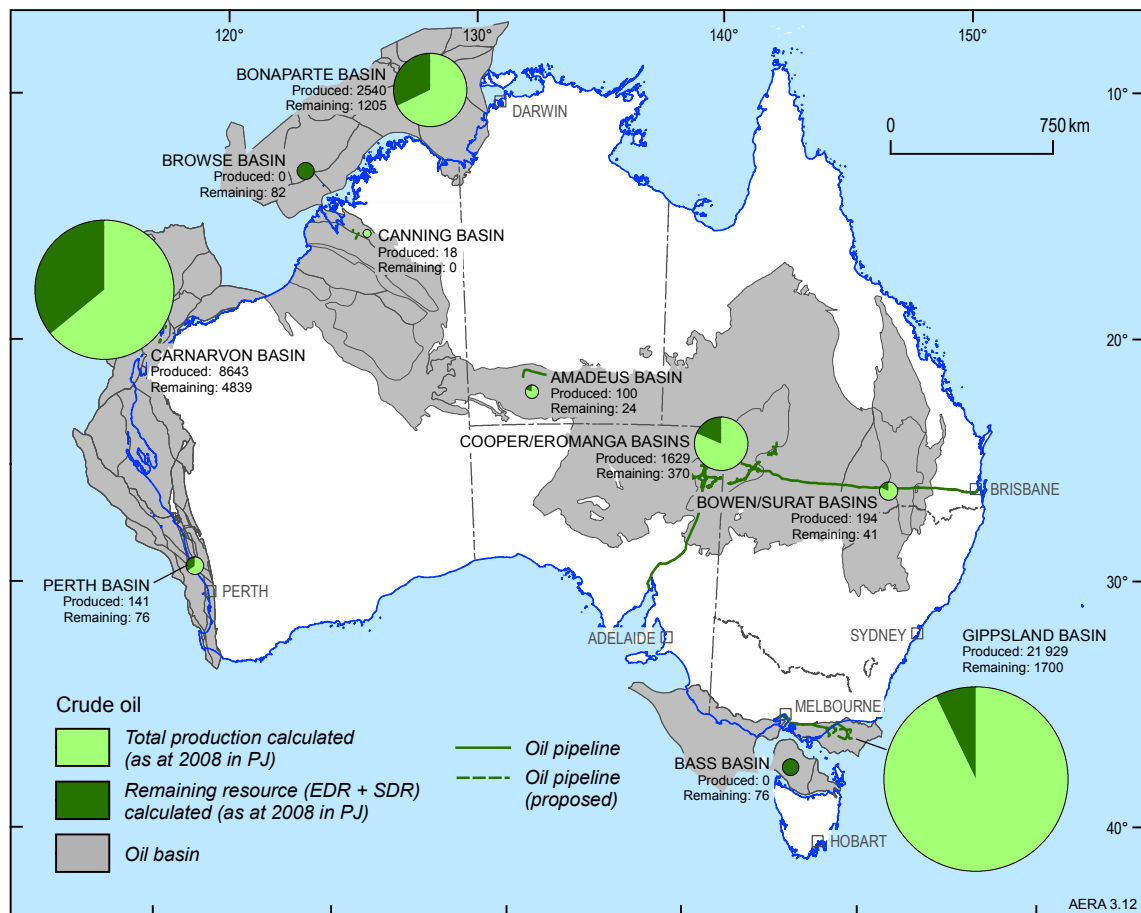 120°
130°
140°
150°
BONAPARTE BASIN
Produced: 2540
Remaining: 1205
DARWIN
10°
0
750 km
BROWSE BASIN
Produced: 0
Remaining: 82
CANNING BASIN
Produced: 18
Remaining: 0
20°
CARNARVON BASIN
Produced: 8643
Remaining: 4839
AMADEUS BASIN
Produced: 100
Remaining: 24
COOPER/EROMANGA BASINS
Produced: 1629
Remaining: 370
BOWEN/SURAT BASINS
Produced: 194
Remaining: 41
BRISBANE
PERTH BASIN
Produced: 141
Remaining: 76
PERTH
30°
ADELAIDE
SYDNEY
GIPPSLAND BASIN
Produced: 21 929
Remaining: 1700
MELBOURNE
BASS BASIN
Produced: 0
Remaining: 76
HOBART
40°
Crude oil
Total production calculated
(as at 2008 in PJ)
Remaining resource (EDR + SDR)
calculated (as at 2008 in PJ)
Oil basin
Oil pipeline
Oil pipeline
(proposed)
AERA 3.12